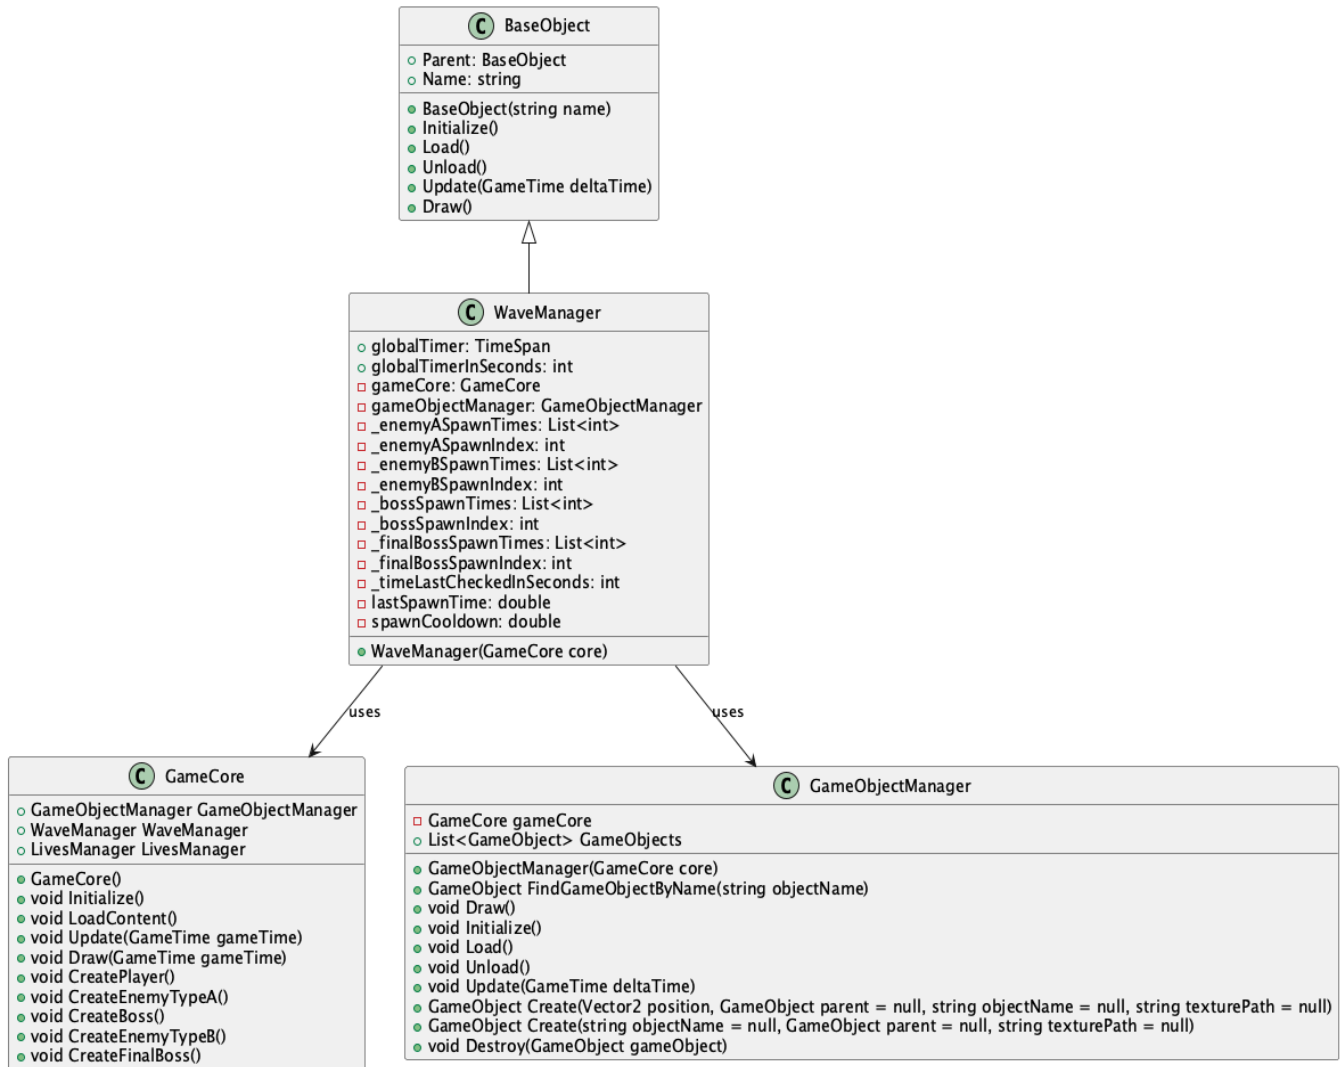 C BaseObject
Parent: BaseObject
Name: string
BaseObject(string name)
Initialize()
Load()
Unload()
Update(GameTime deltaTime)
Draw()
C WaveManager
globalTimer: TimeSpan
globalTimerInSeconds: int
gameCore: GameCore
gameObjectManager: GameObjectManager
_enemyASpawnTimes: List<int>
_enemyASpawnIndex: int
_enemyBSpawnTimes: List<int>
_enemyBSpawnIndex: int
_bossSpawnTimes: List<int>
_bossSpawnIndex: int
_finalBossSpawnTimes: List<int>
_finalBossSpawnIndex: int
_timeLastCheckedInSeconds: int
lastSpawnTime: double
spawnCooldown: double
WaveManager(GameCore core)
uses
uses
C GameCore
GameObjectManager GameObjectManager
WaveManager WaveManager
LivesManager LivesManager
GameCore()
void Initialize()
void LoadContent()
void Update(GameTime gameTime)
void Draw(GameTime gameTime)
void CreatePlayer()
void CreateEnemyTypeA()
void CreateBoss()
void CreateEnemyTypeB()
void CreateFinalBoss()
C GameObjectManager
GameCore gameCore
List<GameObject> GameObjects
GameObjectManager(GameCore core)
GameObject FindGameObjectByName(string objectName)
void Draw()
void Initialize()
void Load()
void Unload()
void Update(GameTime deltaTime)
GameObject Create(Vector2 position, GameObject parent = null, string objectName = null, string texturePath = null)
GameObject Create(string objectName = null, GameObject parent = null, string texturePath = null)
void Destroy(GameObject gameObject)